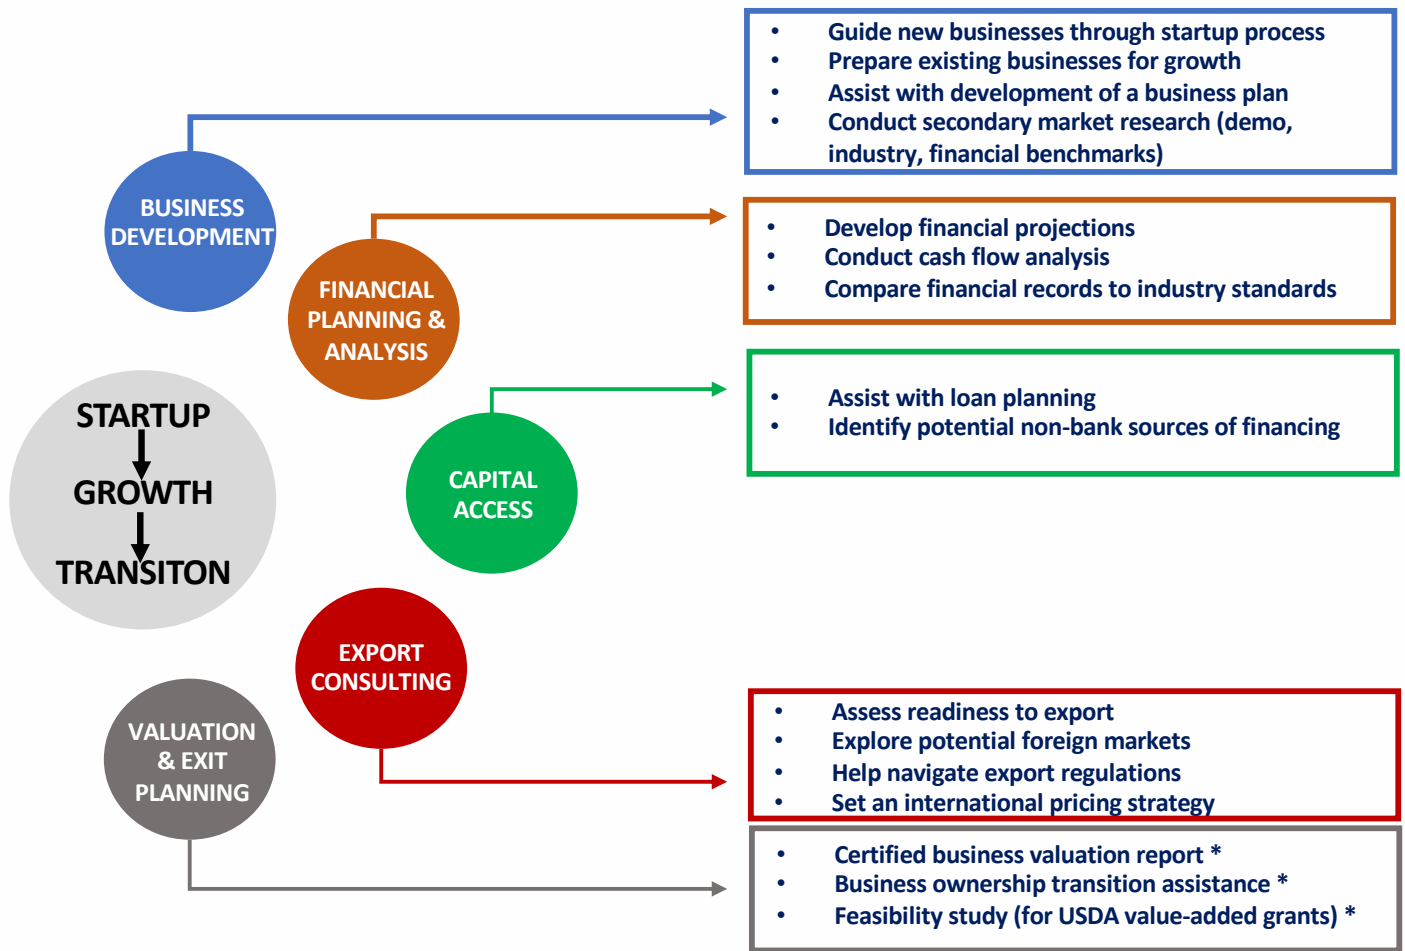 • Guide new businesses through startup process
• Prepare existing businesses for growth
• Assist with development of a business plan
• Conduct secondary market research (demo,
industry, financial benchmarks)
BUSINESS
DEVELOPMENT
• Develop financial projections
• Conduct cash flow analysis
• Compare financial records to industry standards
FINANCIAL
PLANNING &
ANALYSIS
• Assist with loan planning
• Identify potential non-bank sources of financing
STARTUP
GROWTH
TRANSITON
CAPITAL
ACCESS
EXPORT
CONSULTING
• Assess readiness to export
• Explore potential foreign markets
• Help navigate export regulations
• Set an international pricing strategy
VALUATION
& EXIT
PLANNING
• Certified business valuation report *
• Business ownership transition assistance *
• Feasibility study (for USDA value-added grants) *